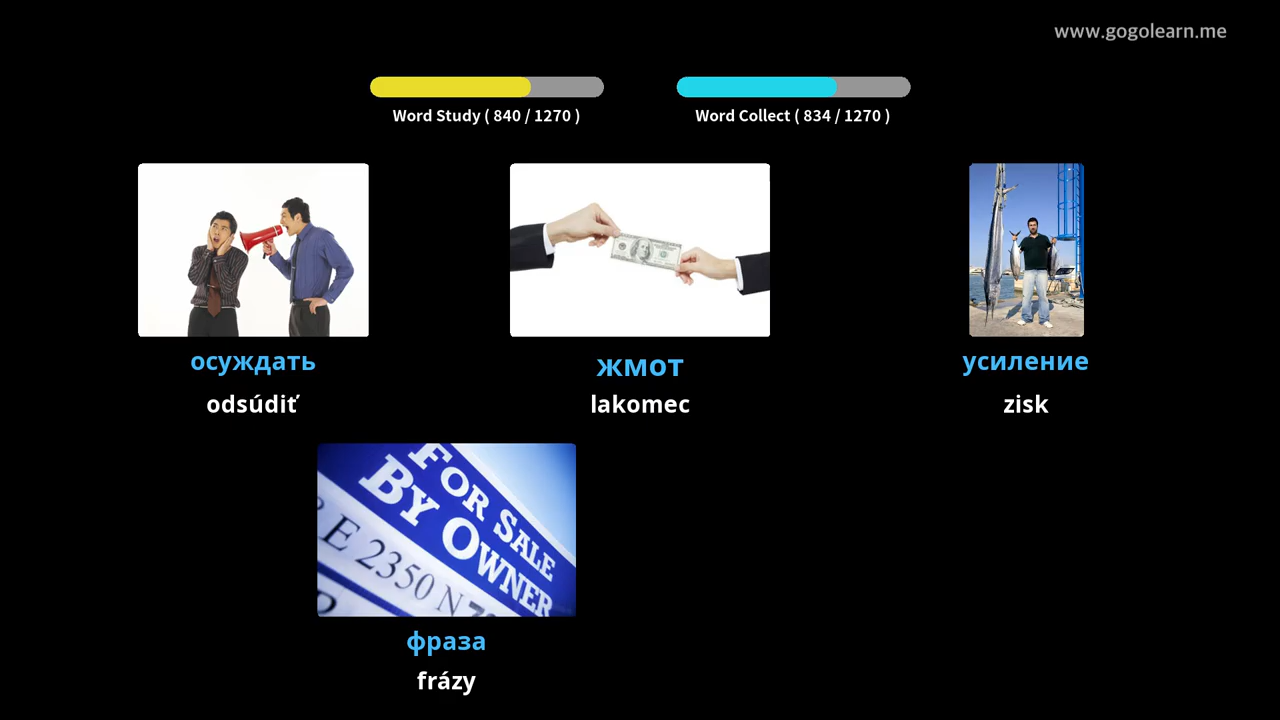 www.gogolearn.me
Word Study ( 840 / 1270 )
Word Collect ( 834 / 1270 )
осуждать
odsúdiť
жмот
lakomec
усиление
zisk
FOR SALE
BY OWNER
E 2350 N
фраза
frázy